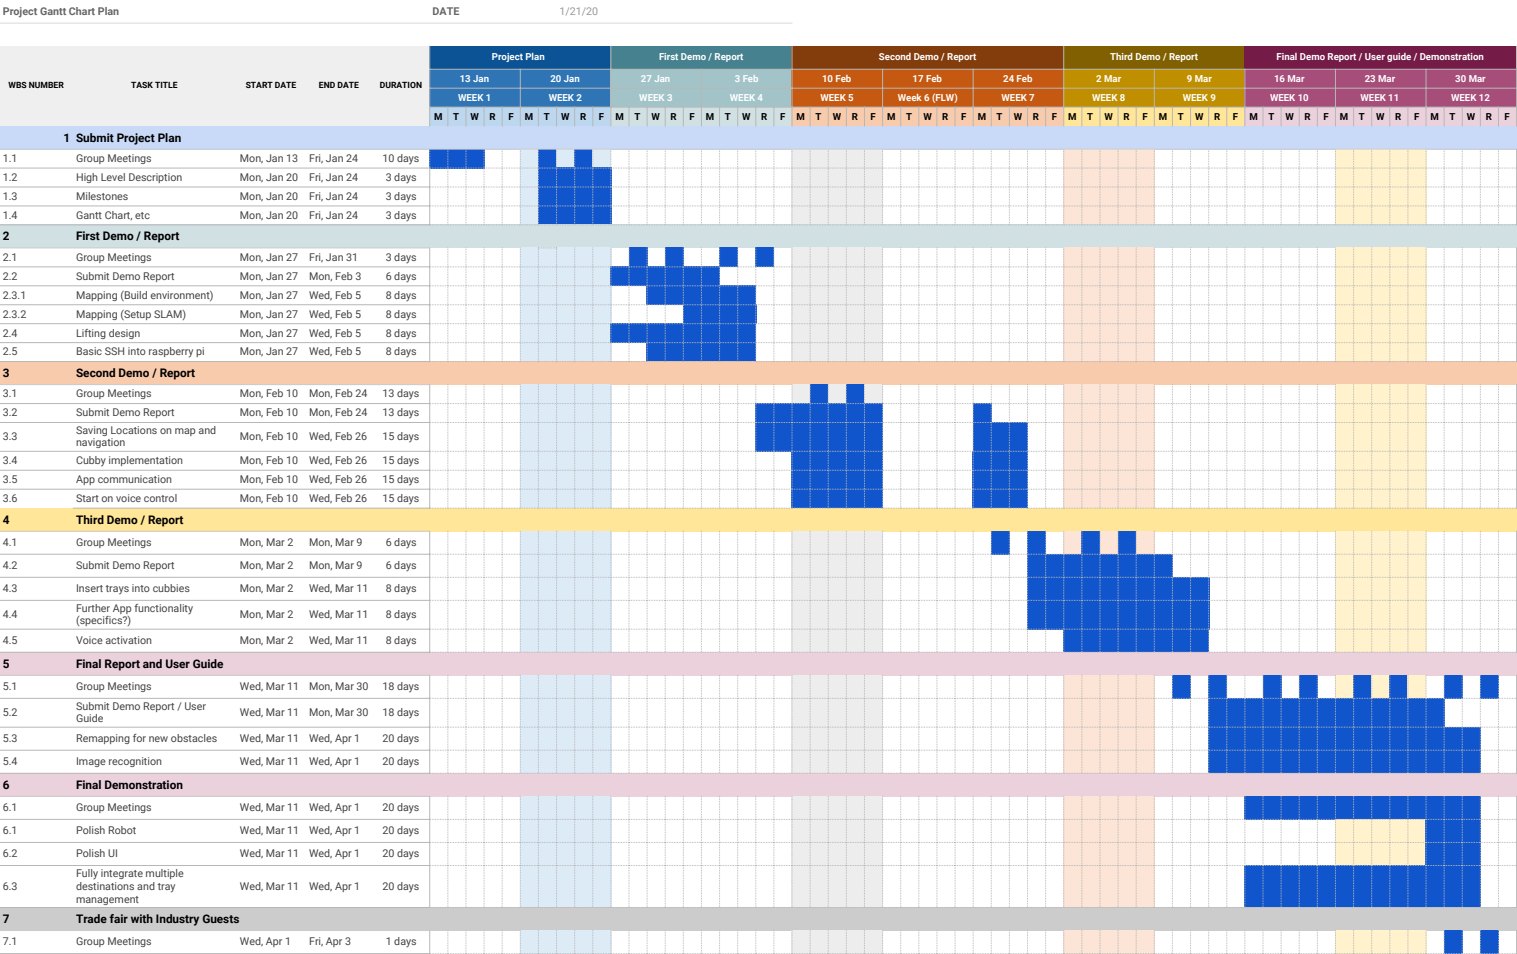 Project Gantt Chart Plan DATE 1/21/20
Project Plan First Demo / Report Second Demo / Report Third Demo / Report Final Demo Report / User guide / Demonstration
WBS NUMBER TASK TITLE START DATE END DATE DURATION
13 Jan 20 Jan 27 Jan 3 Feb 10 Feb 17 Feb 24 Feb 2 Mar 9 Mar 16 Mar 23 Mar 30 Mar
WEEK 1 WEEK 2 WEEK 3 WEEK 4 WEEK 5 Week 6 (FLW) WEEK 7 WEEK 8 WEEK 9 WEEK 10 WEEK 11 WEEK 12
M T W R F M T W R F M T W R F M T W R F M T W R F M T W R F M T W R F M T W R F M T W R F M T W R F M T W R F M T W R F
1 Submit Project Plan
1.1 Group Meetings Mon, Jan 13 Fri, Jan 24 10 days
1.2 High Level Description Mon, Jan 20 Fri, Jan 24 3 days
1.3 Milestones Mon, Jan 20 Fri, Jan 24 3 days
1.4 Gantt Chart, etc Mon, Jan 20 Fri, Jan 24 3 days
2 First Demo / Report
2.1 Group Meetings Mon, Jan 27 Fri, Jan 31 3 days
2.2 Submit Demo Report Mon, Jan 27 Mon, Feb 3 6 days
2.3.1 Mapping (Build environment) Mon, Jan 27 Wed, Feb 5 8 days
2.3.2 Mapping (Setup SLAM) Mon, Jan 27 Wed, Feb 5 8 days
2.4 Lifting design Mon, Jan 27 Wed, Feb 5 8 days
2.5 Basic SSH into raspberry pi Mon, Jan 27 Wed, Feb 5 8 days
3 Second Demo / Report
3.1 Group Meetings Mon, Feb 10 Mon, Feb 24 13 days
3.2 Submit Demo Report Mon, Feb 10 Mon, Feb 24 13 days
3.3 Saving Locations on map and
navigation Mon, Feb 10 Wed, Feb 26 15 days
3.4 Cubby implementation Mon, Feb 10 Wed, Feb 26 15 days
3.5 App communication Mon, Feb 10 Wed, Feb 26 15 days
3.6 Start on voice control Mon, Feb 10 Wed, Feb 26 15 days
4 Third Demo / Report
4.1 Group Meetings Mon, Mar 2 Mon, Mar 9 6 days
4.2 Submit Demo Report Mon, Mar 2 Mon, Mar 9 6 days
4.3 Insert trays into cubbies Mon, Mar 2 Wed, Mar 11 8 days
4.4 Further App functionality
(specifics?) Mon, Mar 2 Wed, Mar 11 8 days
4.5 Voice activation Mon, Mar 2 Wed, Mar 11 8 days
5 Final Report and User Guide
5.1 Group Meetings Wed, Mar 11 Mon, Mar 30 18 days
5.2 Submit Demo Report / User
Guide Wed, Mar 11 Mon, Mar 30 18 days
5.3 Remapping for new obstacles Wed, Mar 11 Wed, Apr 1 20 days
5.4 Image recognition Wed, Mar 11 Wed, Apr 1 20 days
6 Final Demonstration
6.1 Group Meetings Wed, Mar 11 Wed, Apr 1 20 days
6.1 Polish Robot Wed, Mar 11 Wed, Apr 1 20 days
6.2 Polish UI Wed, Mar 11 Wed, Apr 1 20 days
6.3 Fully integrate multiple
destinations and tray
management Wed, Mar 11 Wed, Apr 1 20 days
7 Trade fair with Industry Guests
7.1 Group Meetings Wed, Apr 1 Fri, Apr 3 1 days